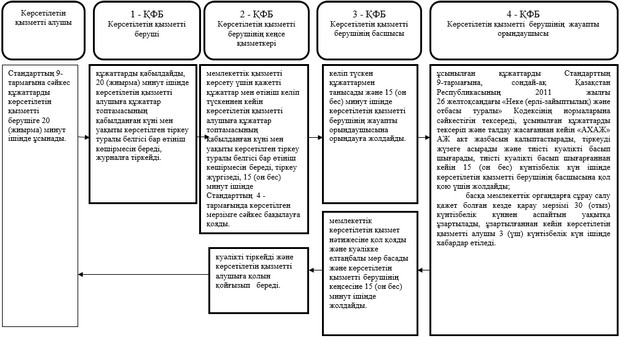 Көрсетілетін
қызметті алушы
1 - ҚФБ
Көрсетілетін қызметті
беруші
2 - ҚФБ
Көрсетілетін қызметті
берушінің кеңсе
қызметкері
3 - ҚФБ
Көрсетілетін қызметті
берушінің басшысы
4 - ҚФБ
Көрсетілетін қызметті берушінің жауапты
орындаушысы
Стандарттың 9-
тармағына сәйкес
құжаттарды
көрсетілетін
қызметті
берушіге 20
(жиырма) минут
ішінде ұсынады.
құжаттарды қабылдайды,
20 (жиырма) минут ішінде
көрсетілетін қызметті
алушыға құжаттар
топтамасының
қабылданған күні мен
уақыты көрсетілген тіркеу
туралы белгісі бар өтініш
көшірмесін береді,
журналға тіркейді.
мемлекеттік қызметті
көрсету үшін қажетті
құжаттар мен өтініш келіп
түскеннен кейін
көрсетілетін қызметті
алушыға құжаттар
топтамасының
қабылданған күні мен
уақыты көрсетілген тіркеу
туралы белгісі бар өтініш
көшірмесін береді, тіркеу
жүргізеді, 15 (он бес)
минут ішінде
Стандарттың 4 -
тармағында көрсетілген
мерзімге сәйкес бақылауға
қояды.
келіп түскен
құжаттармен
танысады және 15 (он
бес) минут ішінде
көрсетілетін қызметті
берушінің жауапты
орындаушысына
орындауға жолдайды.
ұсынылған құжаттарды Стандарттың
9-тармағына, сондай-ақ Қазақстан
Республикасының 2011 жылғы
26 желтоқсандағы «Неке (ерлі-зайыптылық) және
отбасы туралы» Кодексінің нормаларына
сәйкестігін тексереді, ұсынылған құжаттарды
тексеріп және талдау жасағаннан кейін «АХАЖ»
АЖ акт жазбасын қалыптастырады, тіркеуді
жүзеге асырады және тиісті куәлікті басып
шығарады, тиісті куәлікті басып шығарғаннан
кейін 15 (он бес) күнтізбелік күн ішінде
көрсетілетін қызметті берушінің басшысына қол
қою үшін жолдайды;
басқа мемлекеттік органдарға сұрау салу
қажет болған кезде қарау мерзімі 30 (отыз)
күнтізбелік күннен аспайтын уақытқа
ұзартылады, ұзартылғаннан кейін көрсетілетін
қызметті алушы 3 (үш) күнтізбелік күн ішінде
хабардар етіледі.
мемлекеттік
көрсетілетін қызмет
нәтижесіне қол қояды
және куәлікке
елтаңбалы мөр басады
және көрсетілетін
қызметті берушінің
кеңсесіне 15 (он бес)
минут ішінде
жолдайды.
куәлікті тіркейді және
көрсетілетін қызметті
алушыға қолын
қойғызып береді.